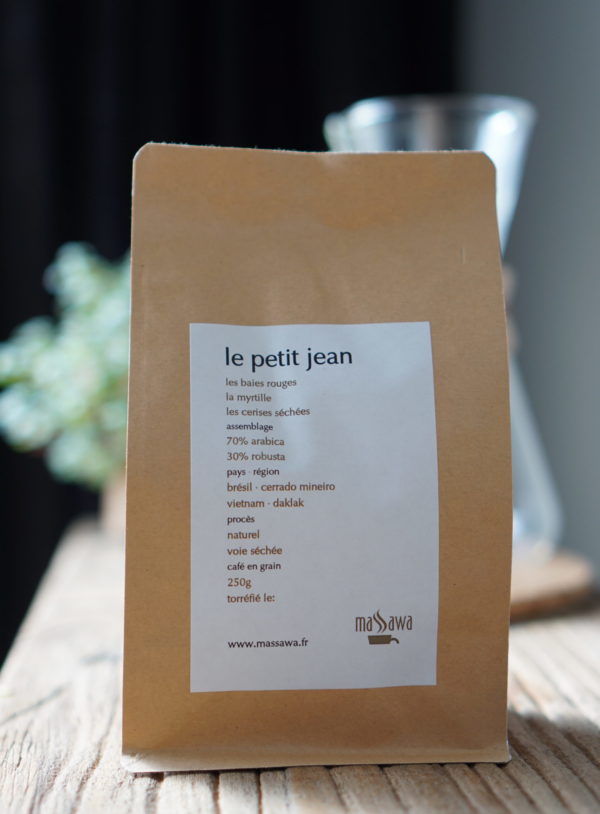 le petit jean
les baies rouges
la myrtille
les cerises séchées
assemblage
70% arabica
30% robusta
pays · région
brésil · cerrado mineiro
vietnam · daklak
procès
naturel
voie séchée
café en grain
250g
torréfié le:
massawa
www.massawa.fr